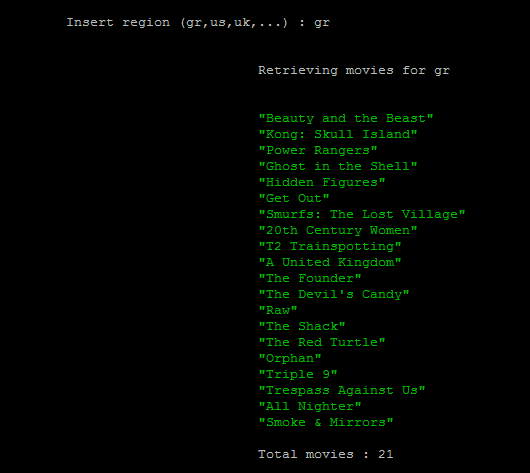 Insert region (gr,us,uk,...) : gr
Retrieving movies for gr
"Beauty and the Beast"
"Kong: Skull Island"
"Power Rangers"
"Ghost in the Shell"
"Hidden Figures"
"Get Out"
"Smurfs: The Lost Village"
"20th Century Women"
"T2 Trainspotting"
"A United Kingdom"
"The Founder"
"The Devil's Candy"
"Raw"
"The Shack"
"The Red Turtle"
"Orphan"
"Triple 9"
"Trespass Against Us"
"All Nighter"
"Smoke & Mirrors"
Total movies : 21